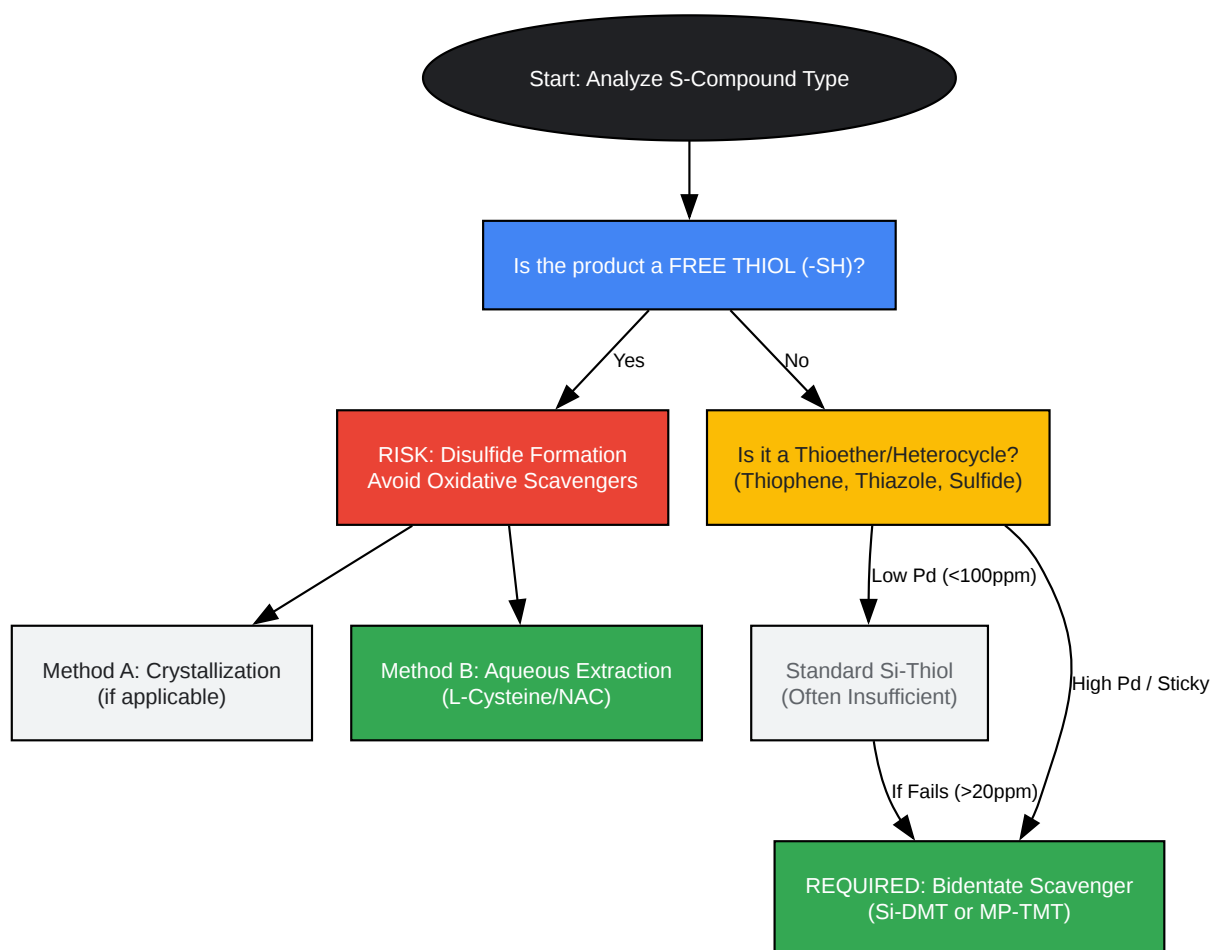 Start: Analyze S-Compound Type
Is the product a FREE THIOL (-SH)?
Yes
No
RISK: Disulfide Formation
Avoid Oxidative Scavengers
Is it a Thioether/Heterocycle?
(Thiophene, Thiazole, Sulfide)
Low Pd (<100ppm)
Method A: Crystallization
(if applicable)
Method B: Aqueous Extraction
(L-Cysteine/NAC)
Standard Si-Thiol
(Often Insufficient)
High Pd / Sticky
If Fails (>20ppm)
REQUIRED: Bidentate Scavenger
(Si-DMT or MP-TMT)